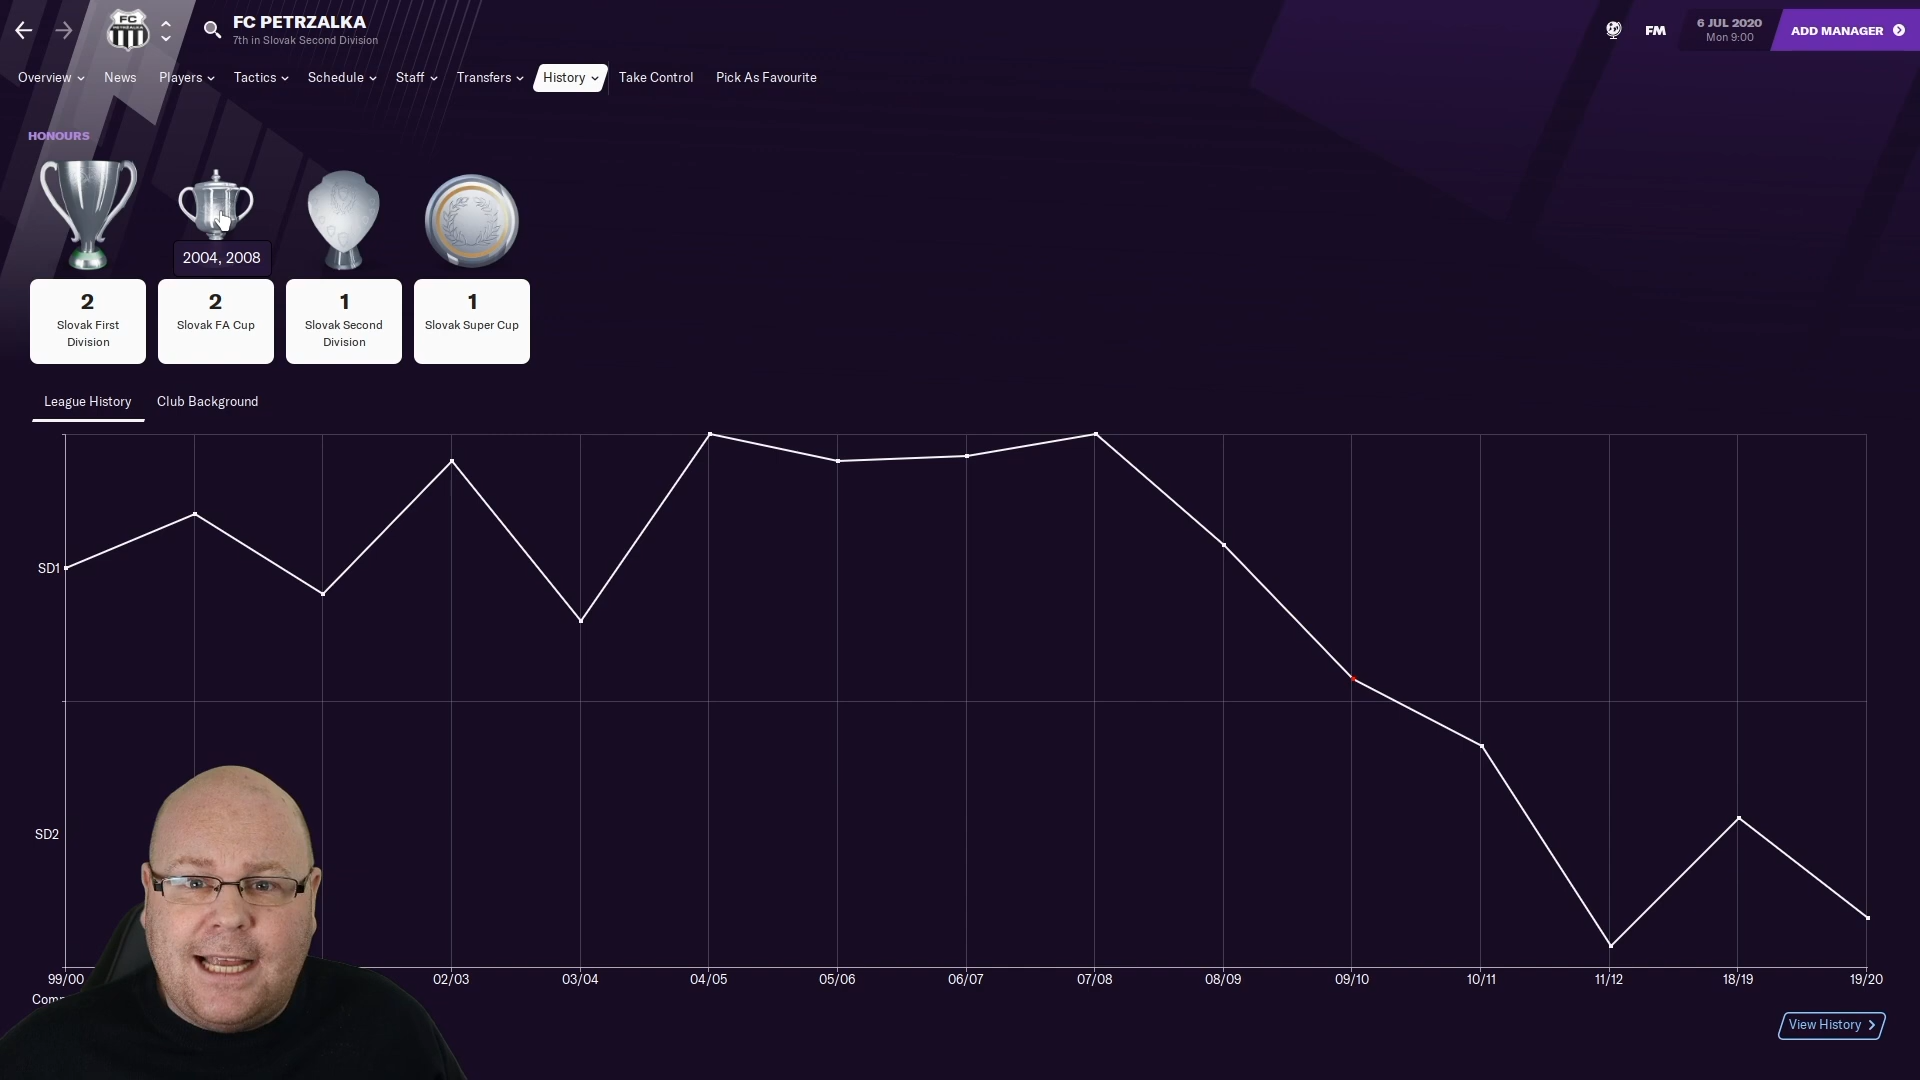 FC PETRZALKA
7th in Slovak Second Division
FM
6 JUL 2020
Mon 9:00
ADD MANAGER
Overview
News
Players
Tactics
Schedule
Staff
Transfers
History
Take Control
Pick As Favourite
HONOURS
2004, 2008
2
Slovak First
Division
2
Slovak FA Cup
1
Slovak Second
Division
1
Slovak Super Cup
League History
Club Background
SD1
SD2
99/00
02/03
03/04
04/05
05/06
06/07
07/08
08/09
09/10
10/11
11/12
18/19
19/20
View History